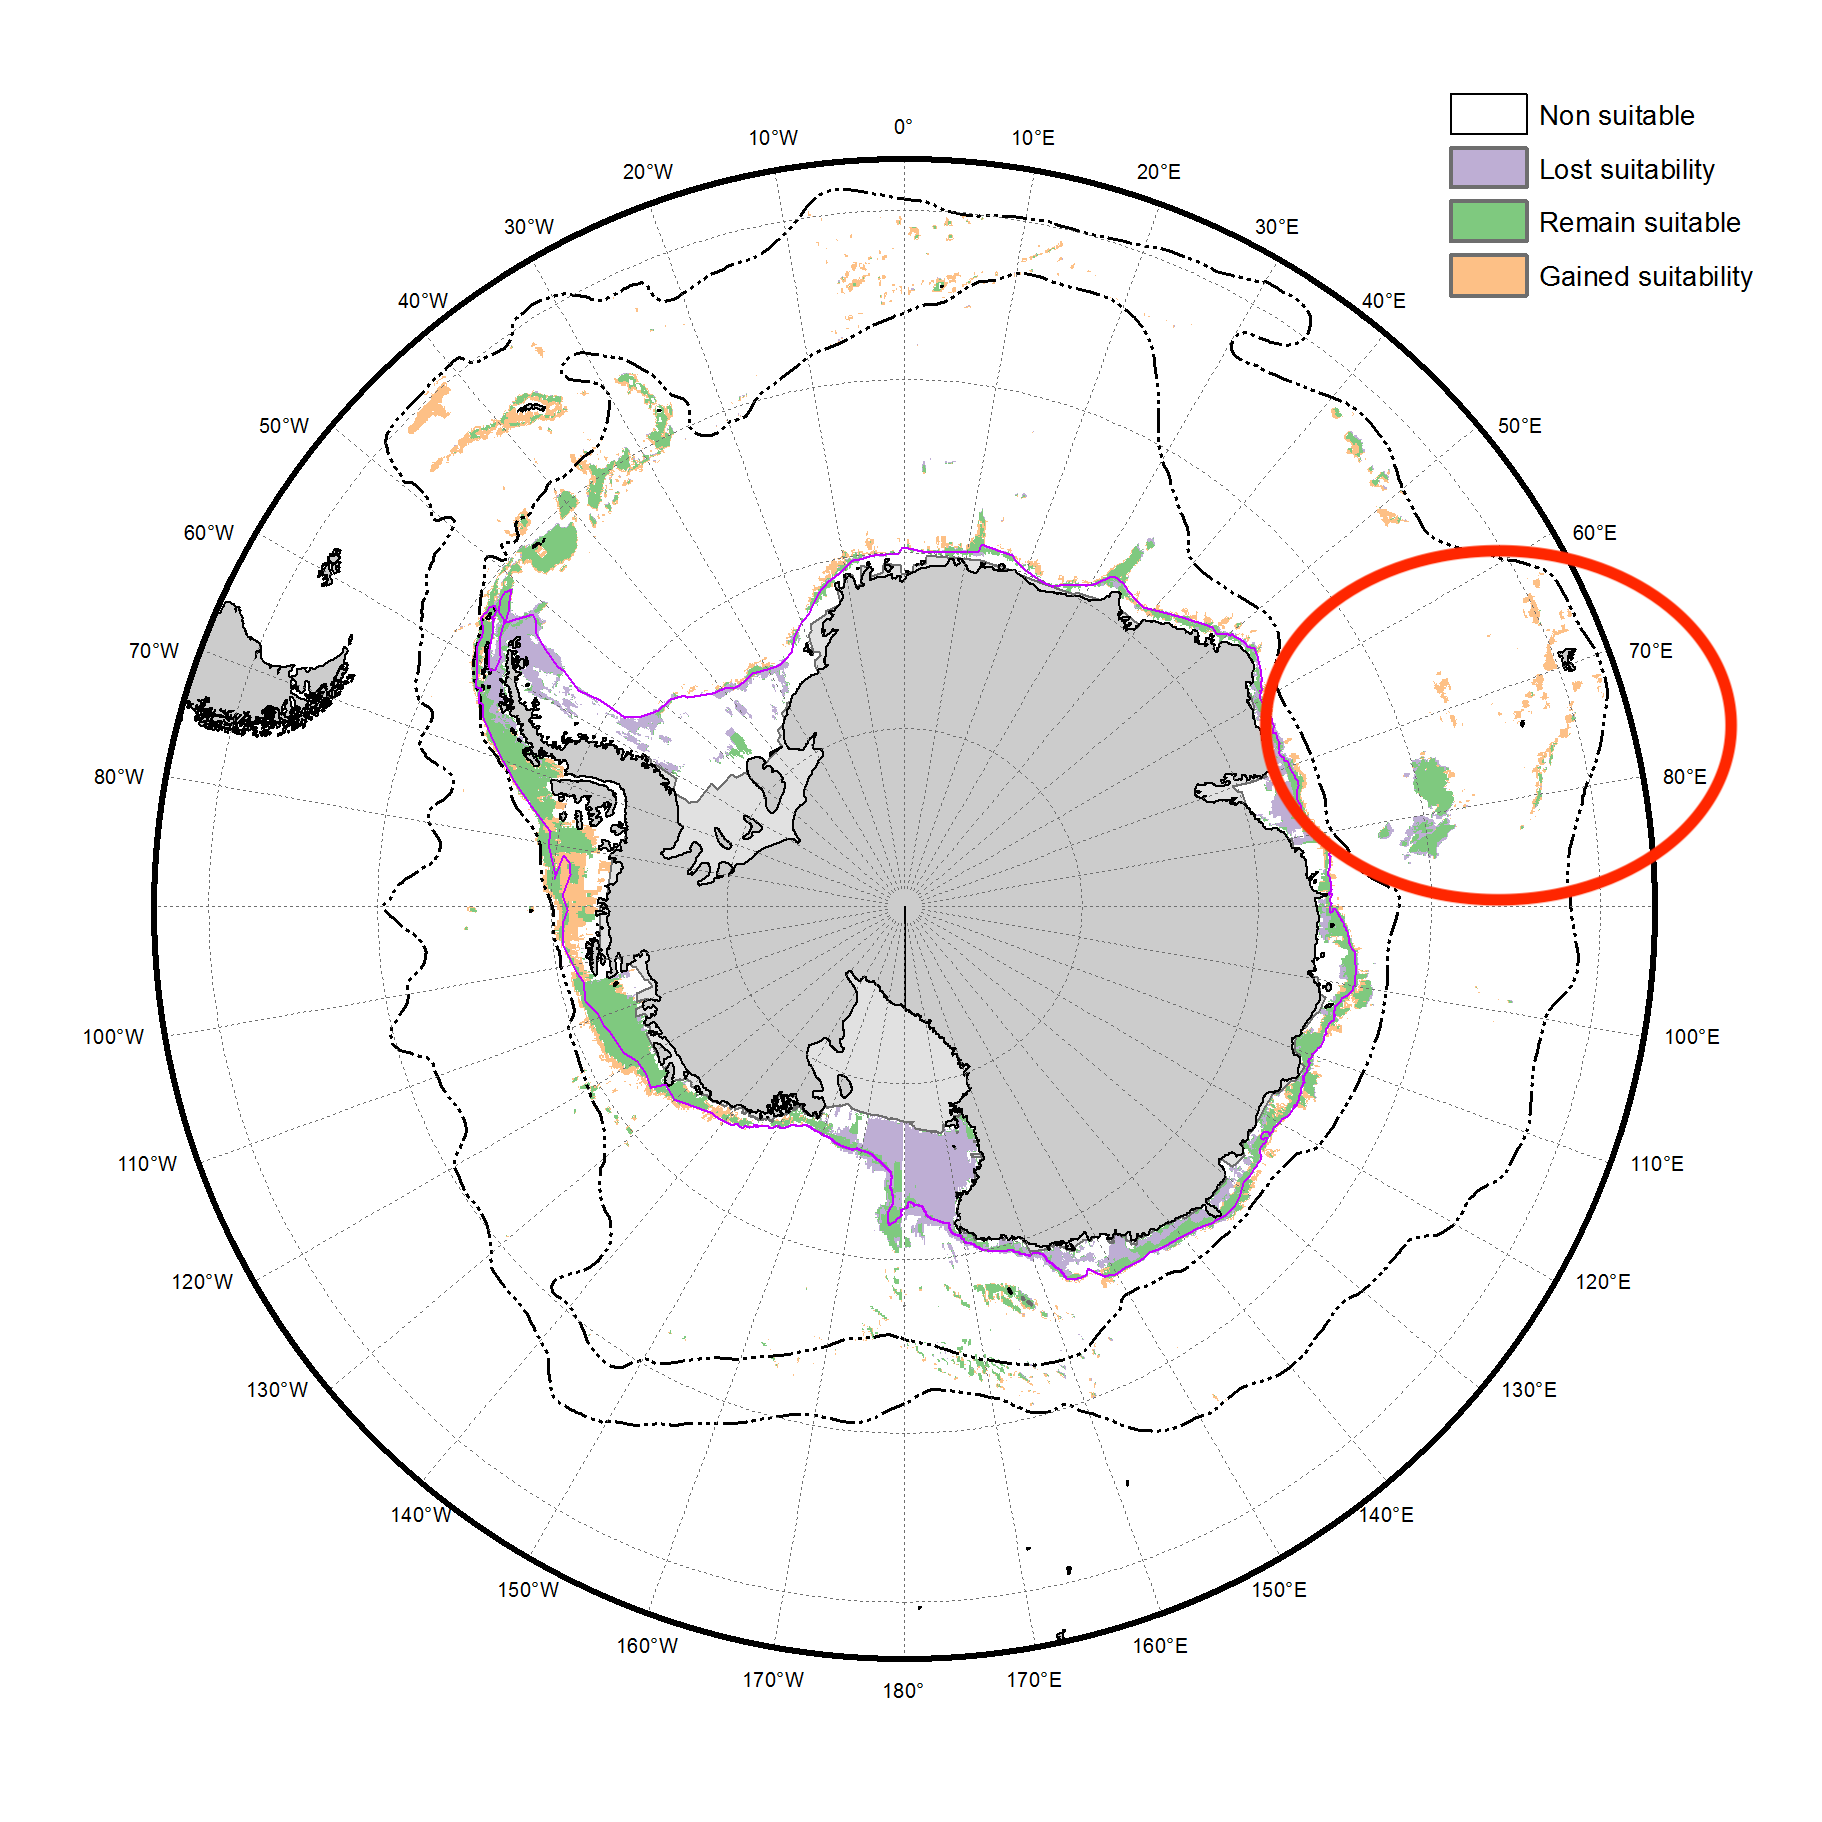 Non suitable
Lost suitability
Remain suitable
Gained suitability
0°
10°E
20°E
30°E
40°E
50°E
60°E
70°E
80°E
100°E
110°E
120°E
130°E
140°E
150°E
160°E
170°E
180°
170°W
160°W
150°W
140°W
130°W
120°W
110°W
100°W
80°W
70°W
60°W
50°W
40°W
30°W
20°W
10°W